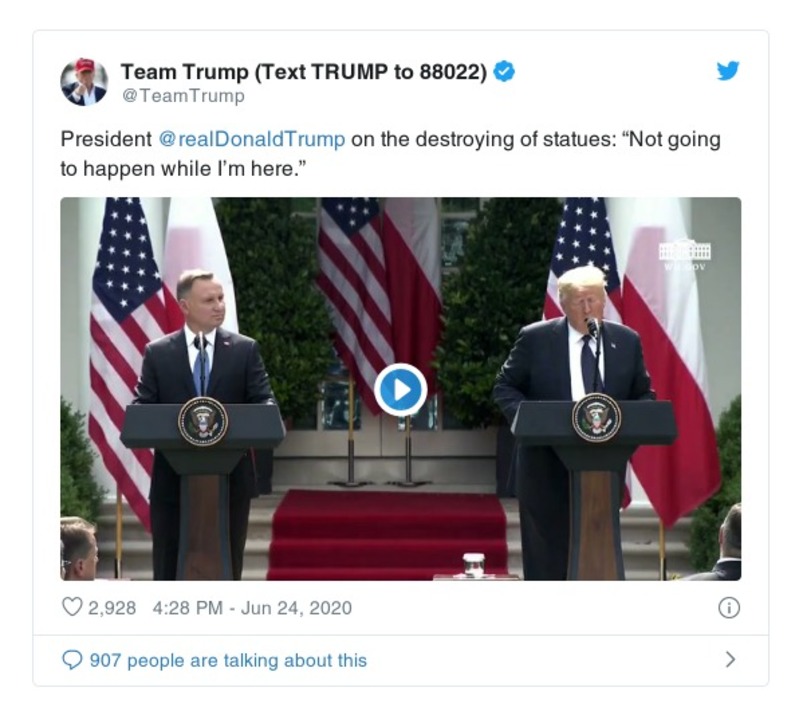 Team Trump (Text TRUMP to 88022)
@TeamTrump
President @realDonaldTrump on the destroying of statues: “Not going
to happen while I’m here.”
WH.GOV
2,928 4:28 PM - Jun 24, 2020
907 people are talking about this